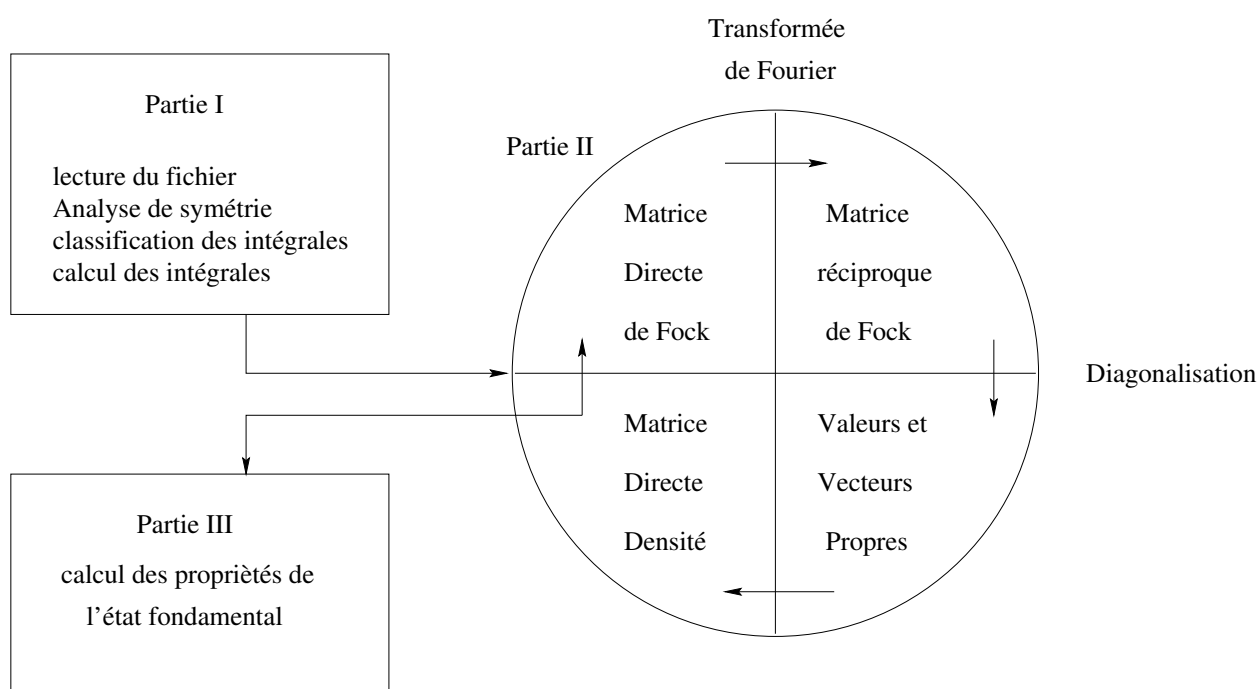 Transformée
de Fourier
Partie I
lecture du fichier
Analyse de symétrie
classification des intégrales
calcul des intégrales
Partie II
Matrice
Directe
de Fock
Matrice
réciproque
de Fock
Diagonalisation
Matrice
Directe
Densité
Valeurs et
Vecteurs
Propres
Partie III
calcul des propriètés de
l'état fondamental